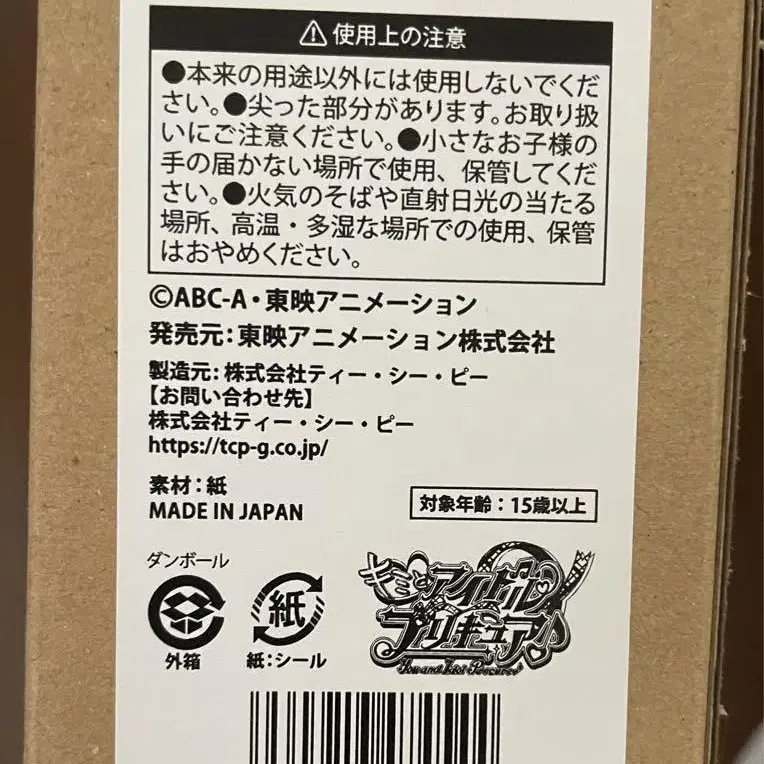 ⚠使用上の注意
●本来の用途以外には使用しないでくだ
さい。●尖った部分があります。お取り扱
いにご注意ください。●小さなお子様の
手の届かない場所で使用、保管してくだ
さい。●火気のそばや直射日光の当たる
場所、高温・多湿な場所での使用、保管
はおやめください。
©ABC-A・東映アニメーション
発売元：東映アニメーション株式会社
製造元：株式会社ティー・シー・ピー
【お問い合わせ先】
株式会社ティー・シー・ピー
https://tcp-g.co.jp/
素材：紙
MADE IN JAPAN
対象年齢：15歳以上
ダンボール
外箱
紙
紙：シール
キミとアイドル
プリキュア♪
You and Idol Precure